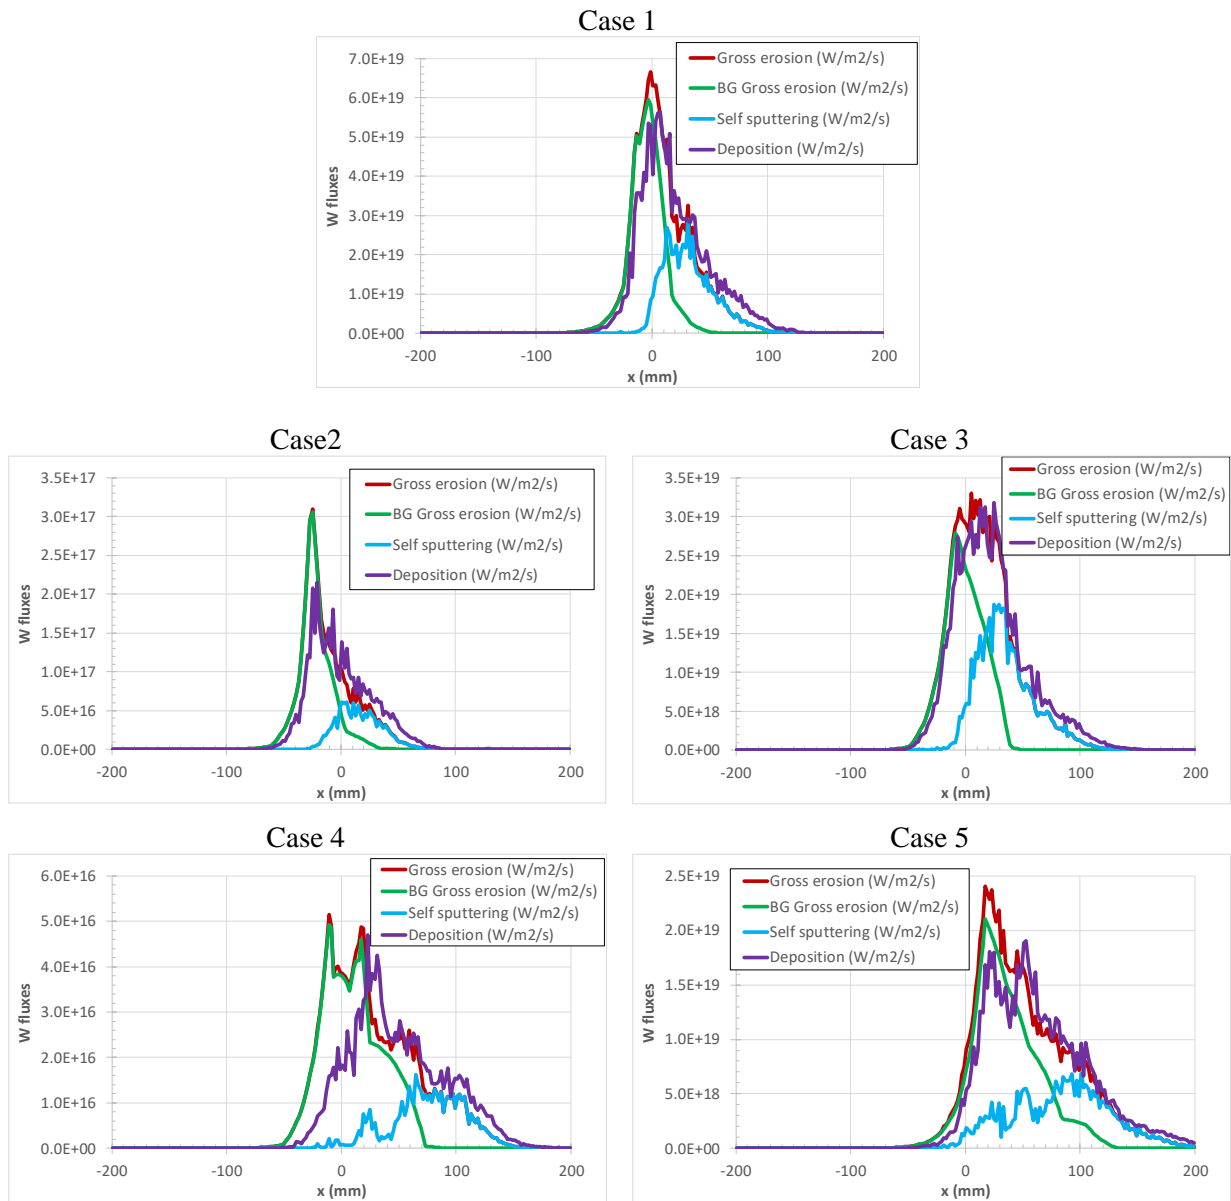 Case 1
7.0E+19
6.0E+19
5.0E+19
4.0E+19
3.0E+19
2.0E+19
1.0E+19
0.0E+00
W fluxes
Gross erosion (W/m2/s)
BG Gross erosion (W/m2/s)
Self sputtering (W/m2/s)
Deposition (W/m2/s)
-200 -100 0 100 200
x (mm)
Case2
3.5E+17
3.0E+17
2.5E+17
2.0E+17
1.5E+17
1.0E+17
5.0E+16
0.0E+00
W fluxes
Gross erosion (W/m2/s)
BG Gross erosion (W/m2/s)
Self sputtering (W/m2/s)
Deposition (W/m2/s)
-200 -100 0 100 200
x (mm)
Case 3
3.5E+19
3.0E+19
2.5E+19
2.0E+19
1.5E+19
1.0E+19
5.0E+18
0.0E+00
W fluxes
Gross erosion (W/m2/s)
BG Gross erosion (W/m2/s)
Self sputtering (W/m2/s)
Deposition (W/m2/s)
-200 -100 0 100 200
x (mm)
Case 4
6.0E+16
5.0E+16
4.0E+16
3.0E+16
2.0E+16
1.0E+16
0.0E+00
W fluxes
Gross erosion (W/m2/s)
BG Gross erosion (W/m2/s)
Self sputtering (W/m2/s)
Deposition (W/m2/s)
-200 -100 0 100 200
x (mm)
Case 5
2.5E+19
2.0E+19
1.5E+19
1.0E+19
5.0E+18
0.0E+00
W fluxes
Gross erosion (W/m2/s)
BG Gross erosion (W/m2/s)
Self sputtering (W/m2/s)
Deposition (W/m2/s)
-200 -100 0 100 200
x (mm)